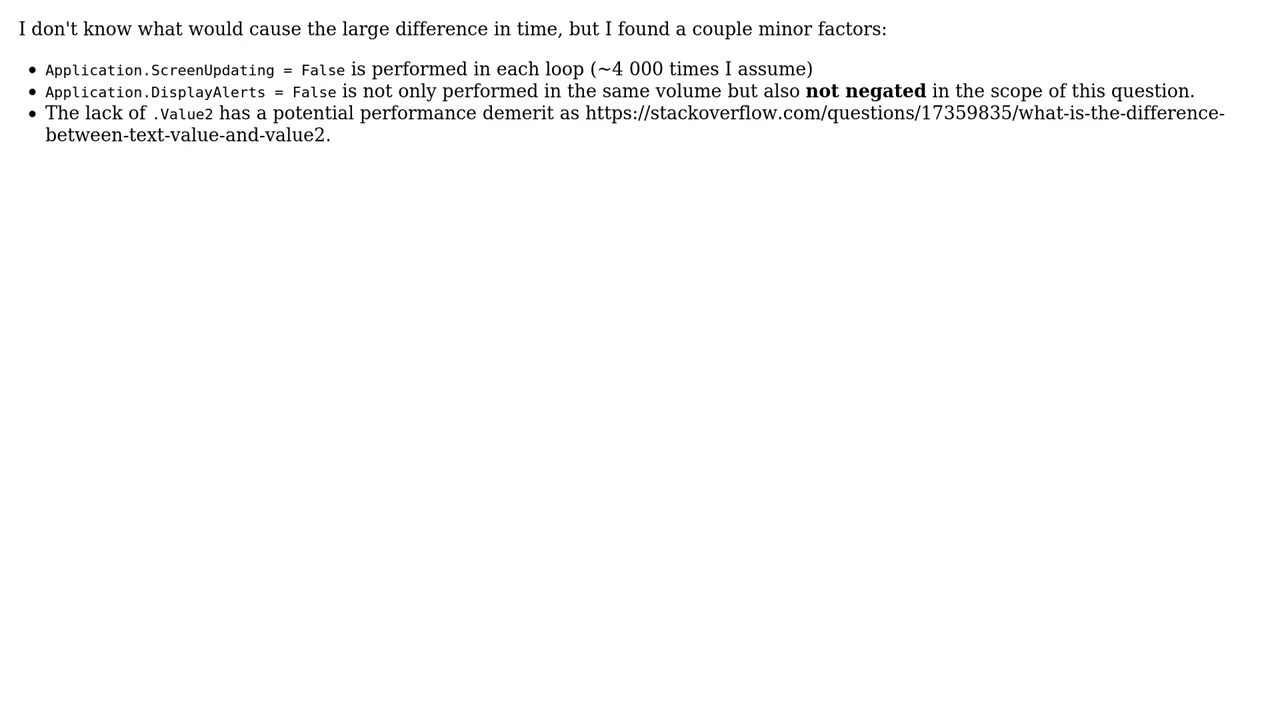 I don't know what would cause the large difference in time, but I found a couple minor factors:
• Application.ScreenUpdating = False is performed in each loop (~4 000 times I assume)
• Application.DisplayAlerts = False is not only performed in the same volume but also not negated in the scope of this question.
• The lack of .Value2 has a potential performance demerit as https://stackoverflow.com/questions/17359835/what-is-the-difference-
between-text-value-and-value2.